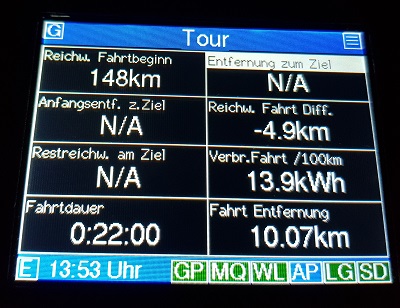 G Tour
Reichw. Fahrtbeginn
148km
Entfernung zum Ziel
N/A
Anfangsentf. z.Ziel
N/A
Reichw. Fahrt Diff.
-4.9km
Restreichw. am Ziel
N/A
Verbr.Fahrt /100km
13.9kWh
Fahrtdauer
0:22:00
Fahrt Entfernung
10.07km
E 13:53 Uhr GP MQ WL AP LG SD